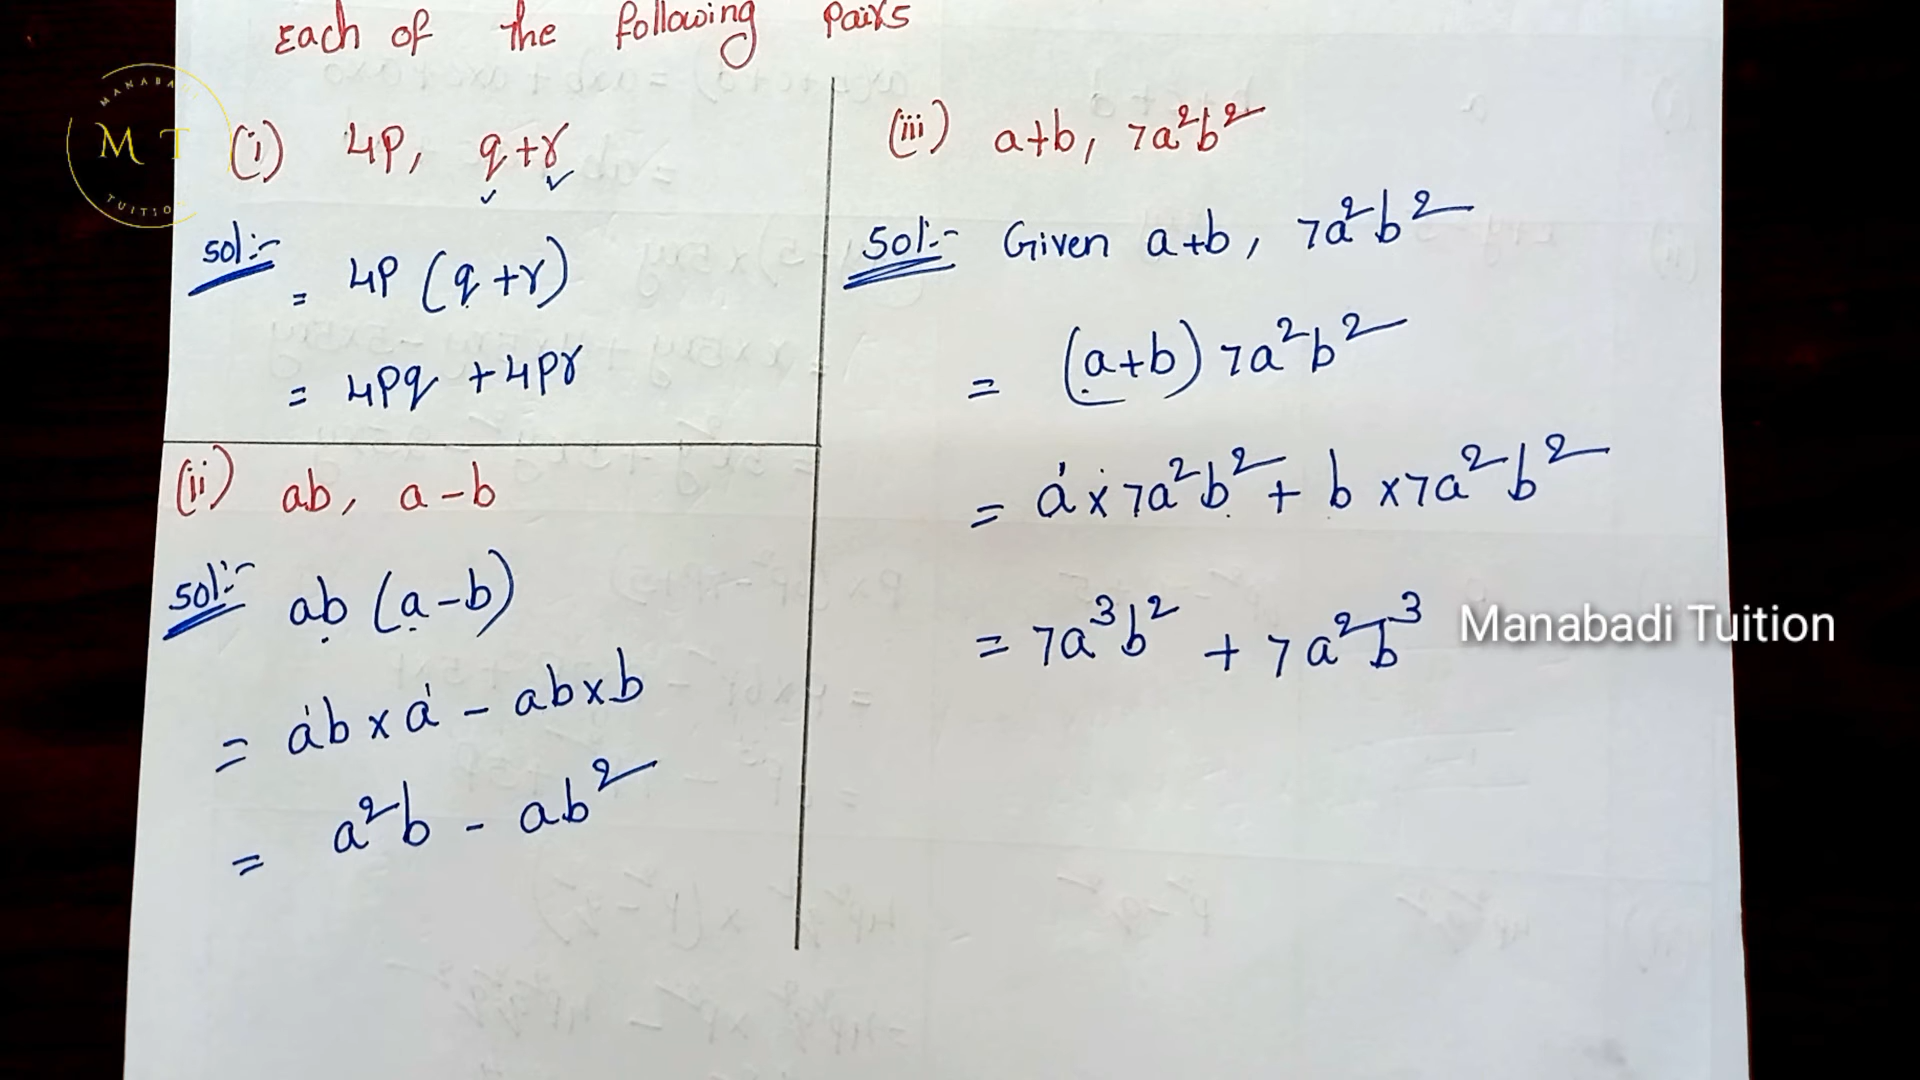 Each of the following pairs
MANABADI
M T
TUITION
(i) 4p, q+r
Sol:-
= 4p (q+r)
= 4pq +4pr
(ii) ab, a-b
Sol:- ab (a-b)
= ab×a - ab×b
= a²b - ab²
(iii) a+b, 7a²b²
Sol:- Given a+b, 7a²b²
= (a+b) 7a²b²
= a×7a²b² + b×7a²b²
= 7a³b² + 7a²b³
Manabadi Tuition